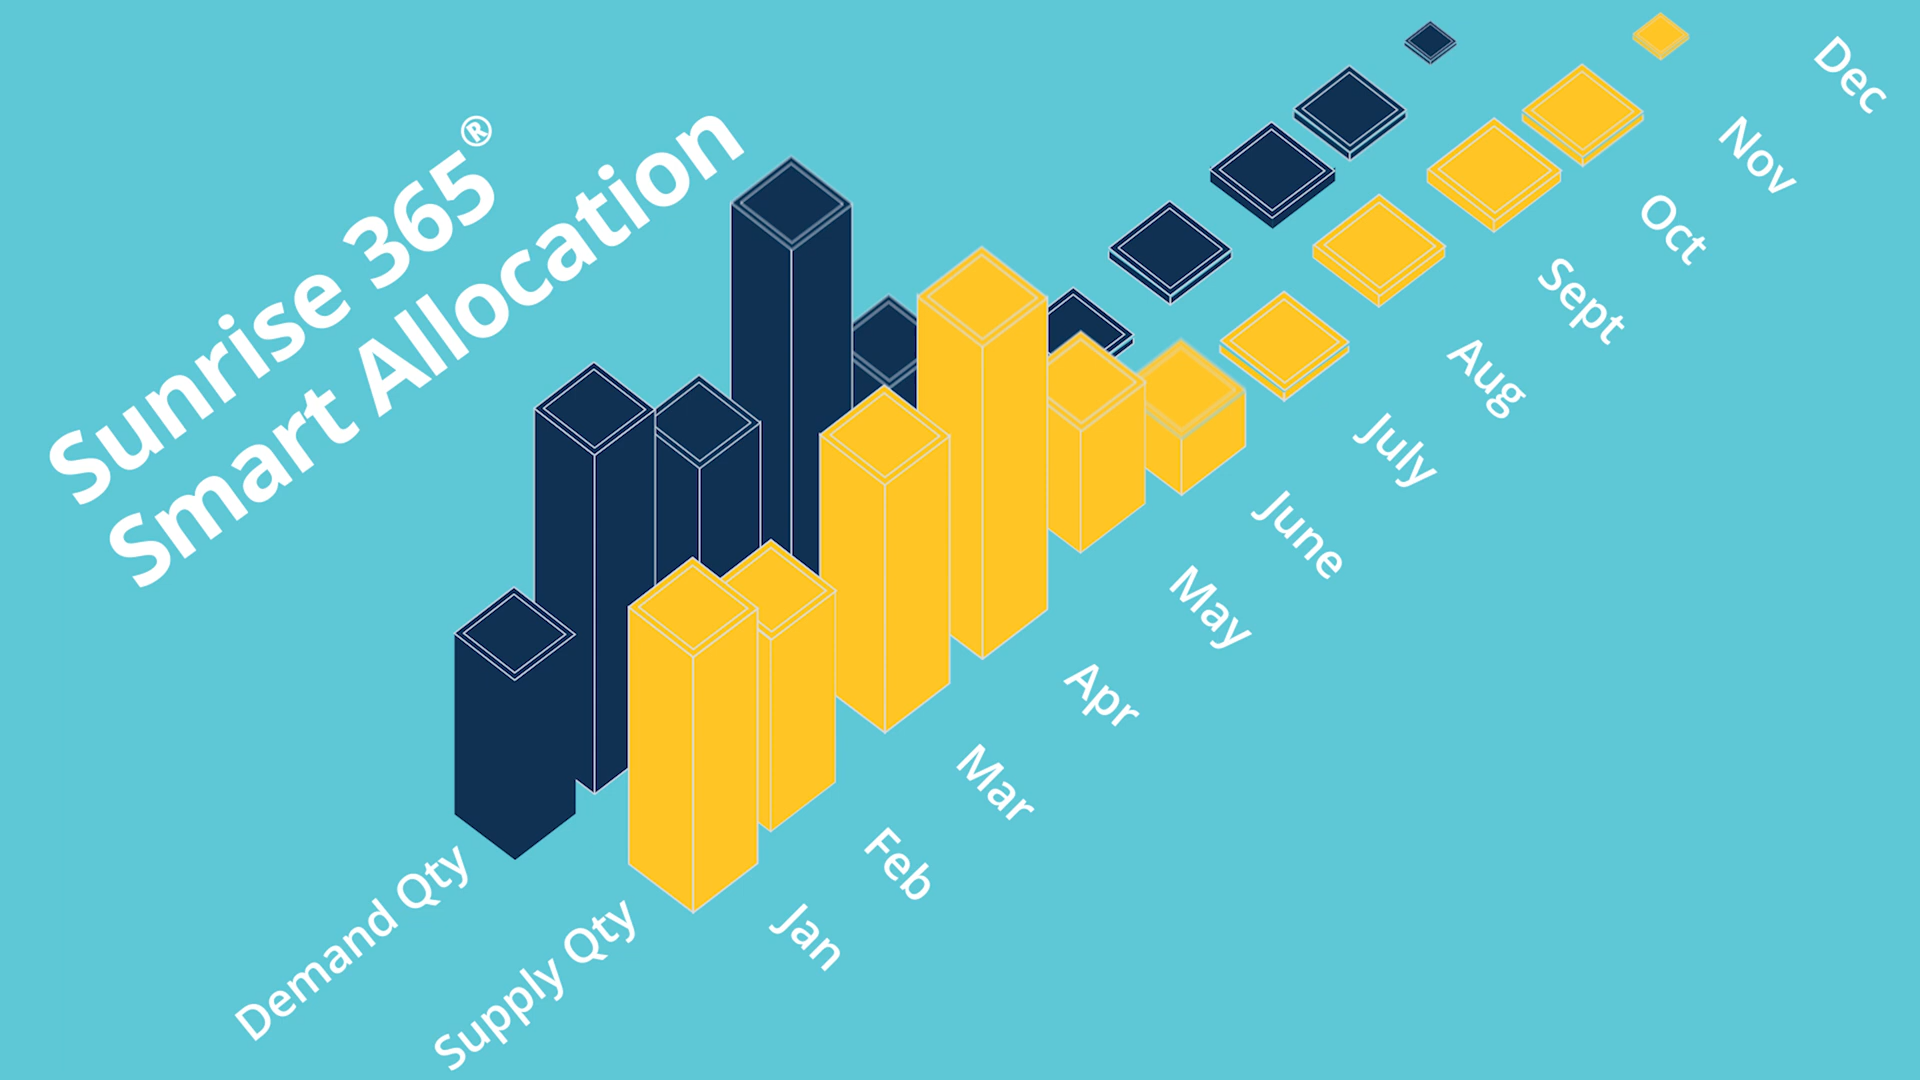 Sunrise 365®
Smart Allocation
Demand Qty
Supply Qty
Jan
Feb
Mar
Apr
May
June
July
Aug
Sept
Oct
Nov
Dec